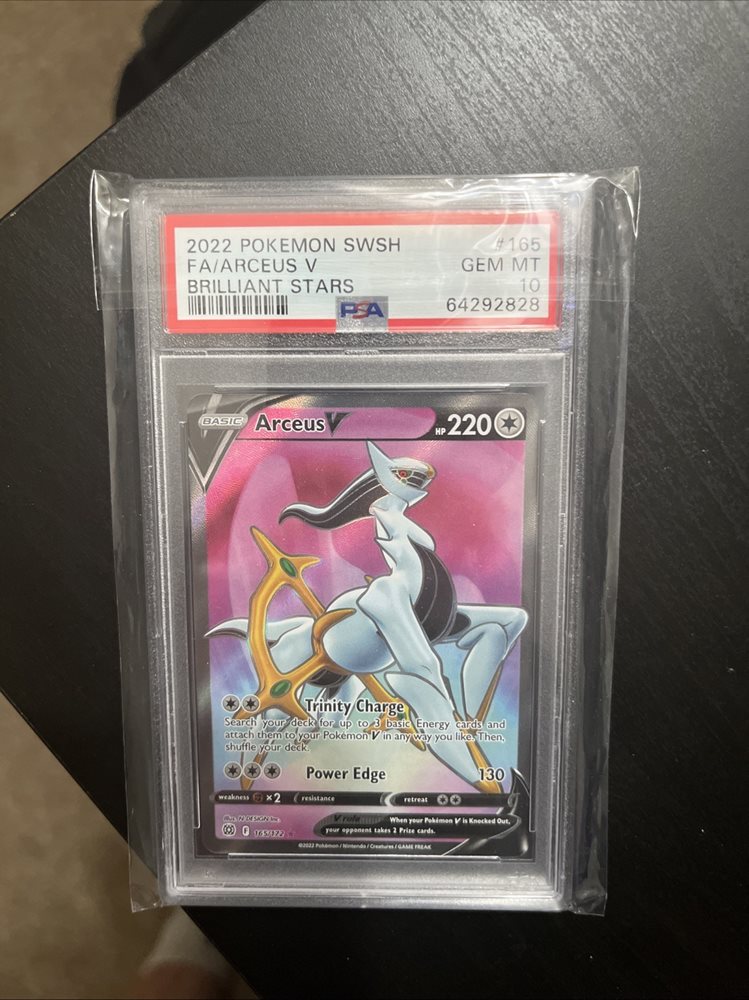 2022 POKEMON SWSH #165
FA/ARCEUS V GEM MT
BRILLIANT STARS 10
PSA 64292828
BASIC Arceus V HP 220
Trinity Charge
Search your deck for up to 3 basic Energy cards and
attach them to your Pokémon V in any way you like. Then,
shuffle your deck.
Power Edge 130
weakness ×2 resistance retreat
V rule When your Pokémon V is Knocked Out,
your opponent takes 2 Prize cards.
Illus. N-DESIGN Inc.
F 165/172
©2022 Pokémon / Nintendo / Creatures / GAME FREAK